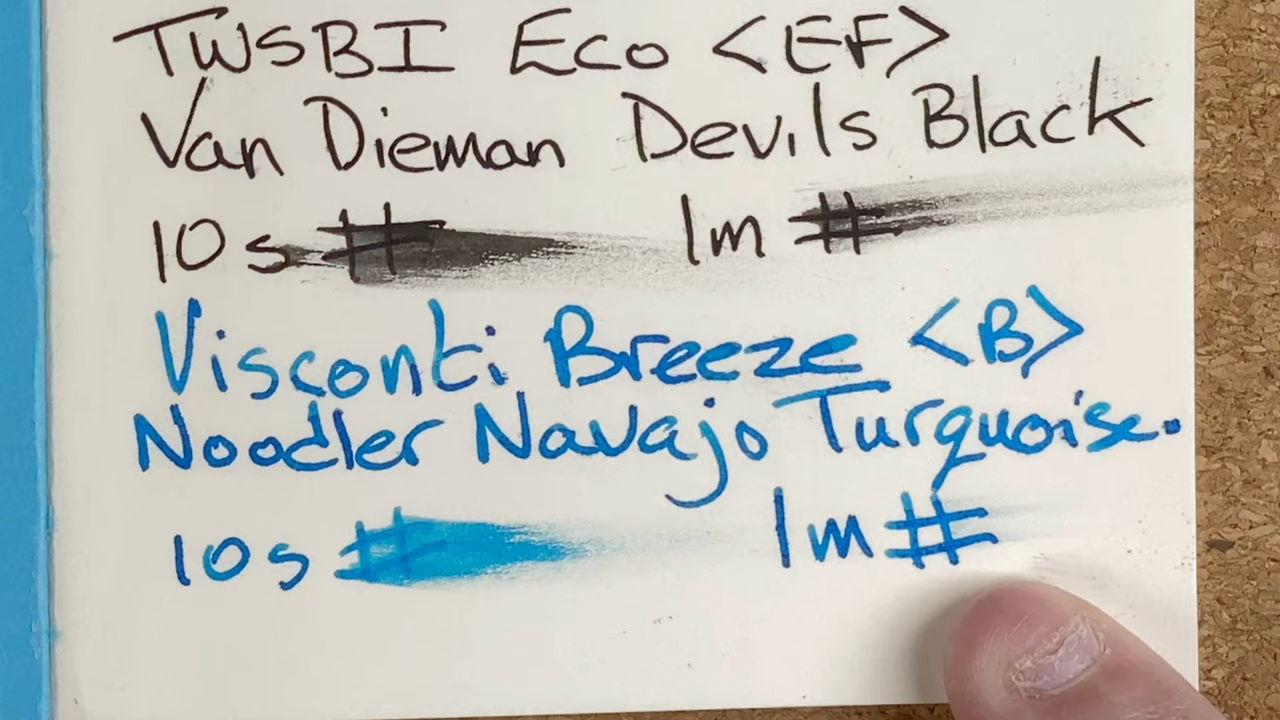 TWSBI Eco <EF>
Van Dieman Devils Black
10s # 1m #
Visconti Breeze <B>
Noodler Navajo Turquoise.
10s # 1m #